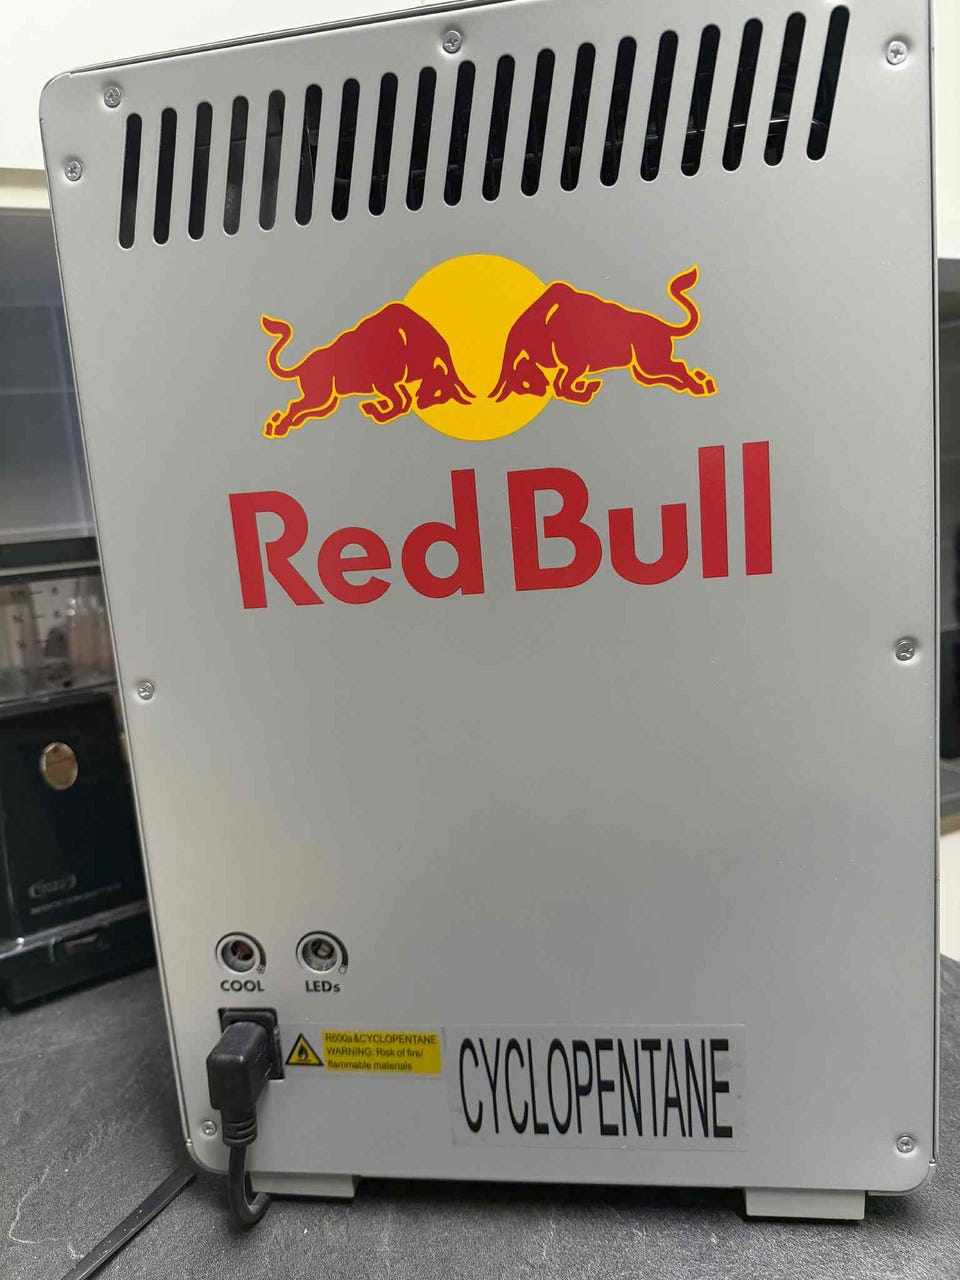 Red Bull
COOL
LEDs
R600a&CYCLOPENTANE
WARNING: Risk of fire/
flammable materials
CYCLOPENTANE